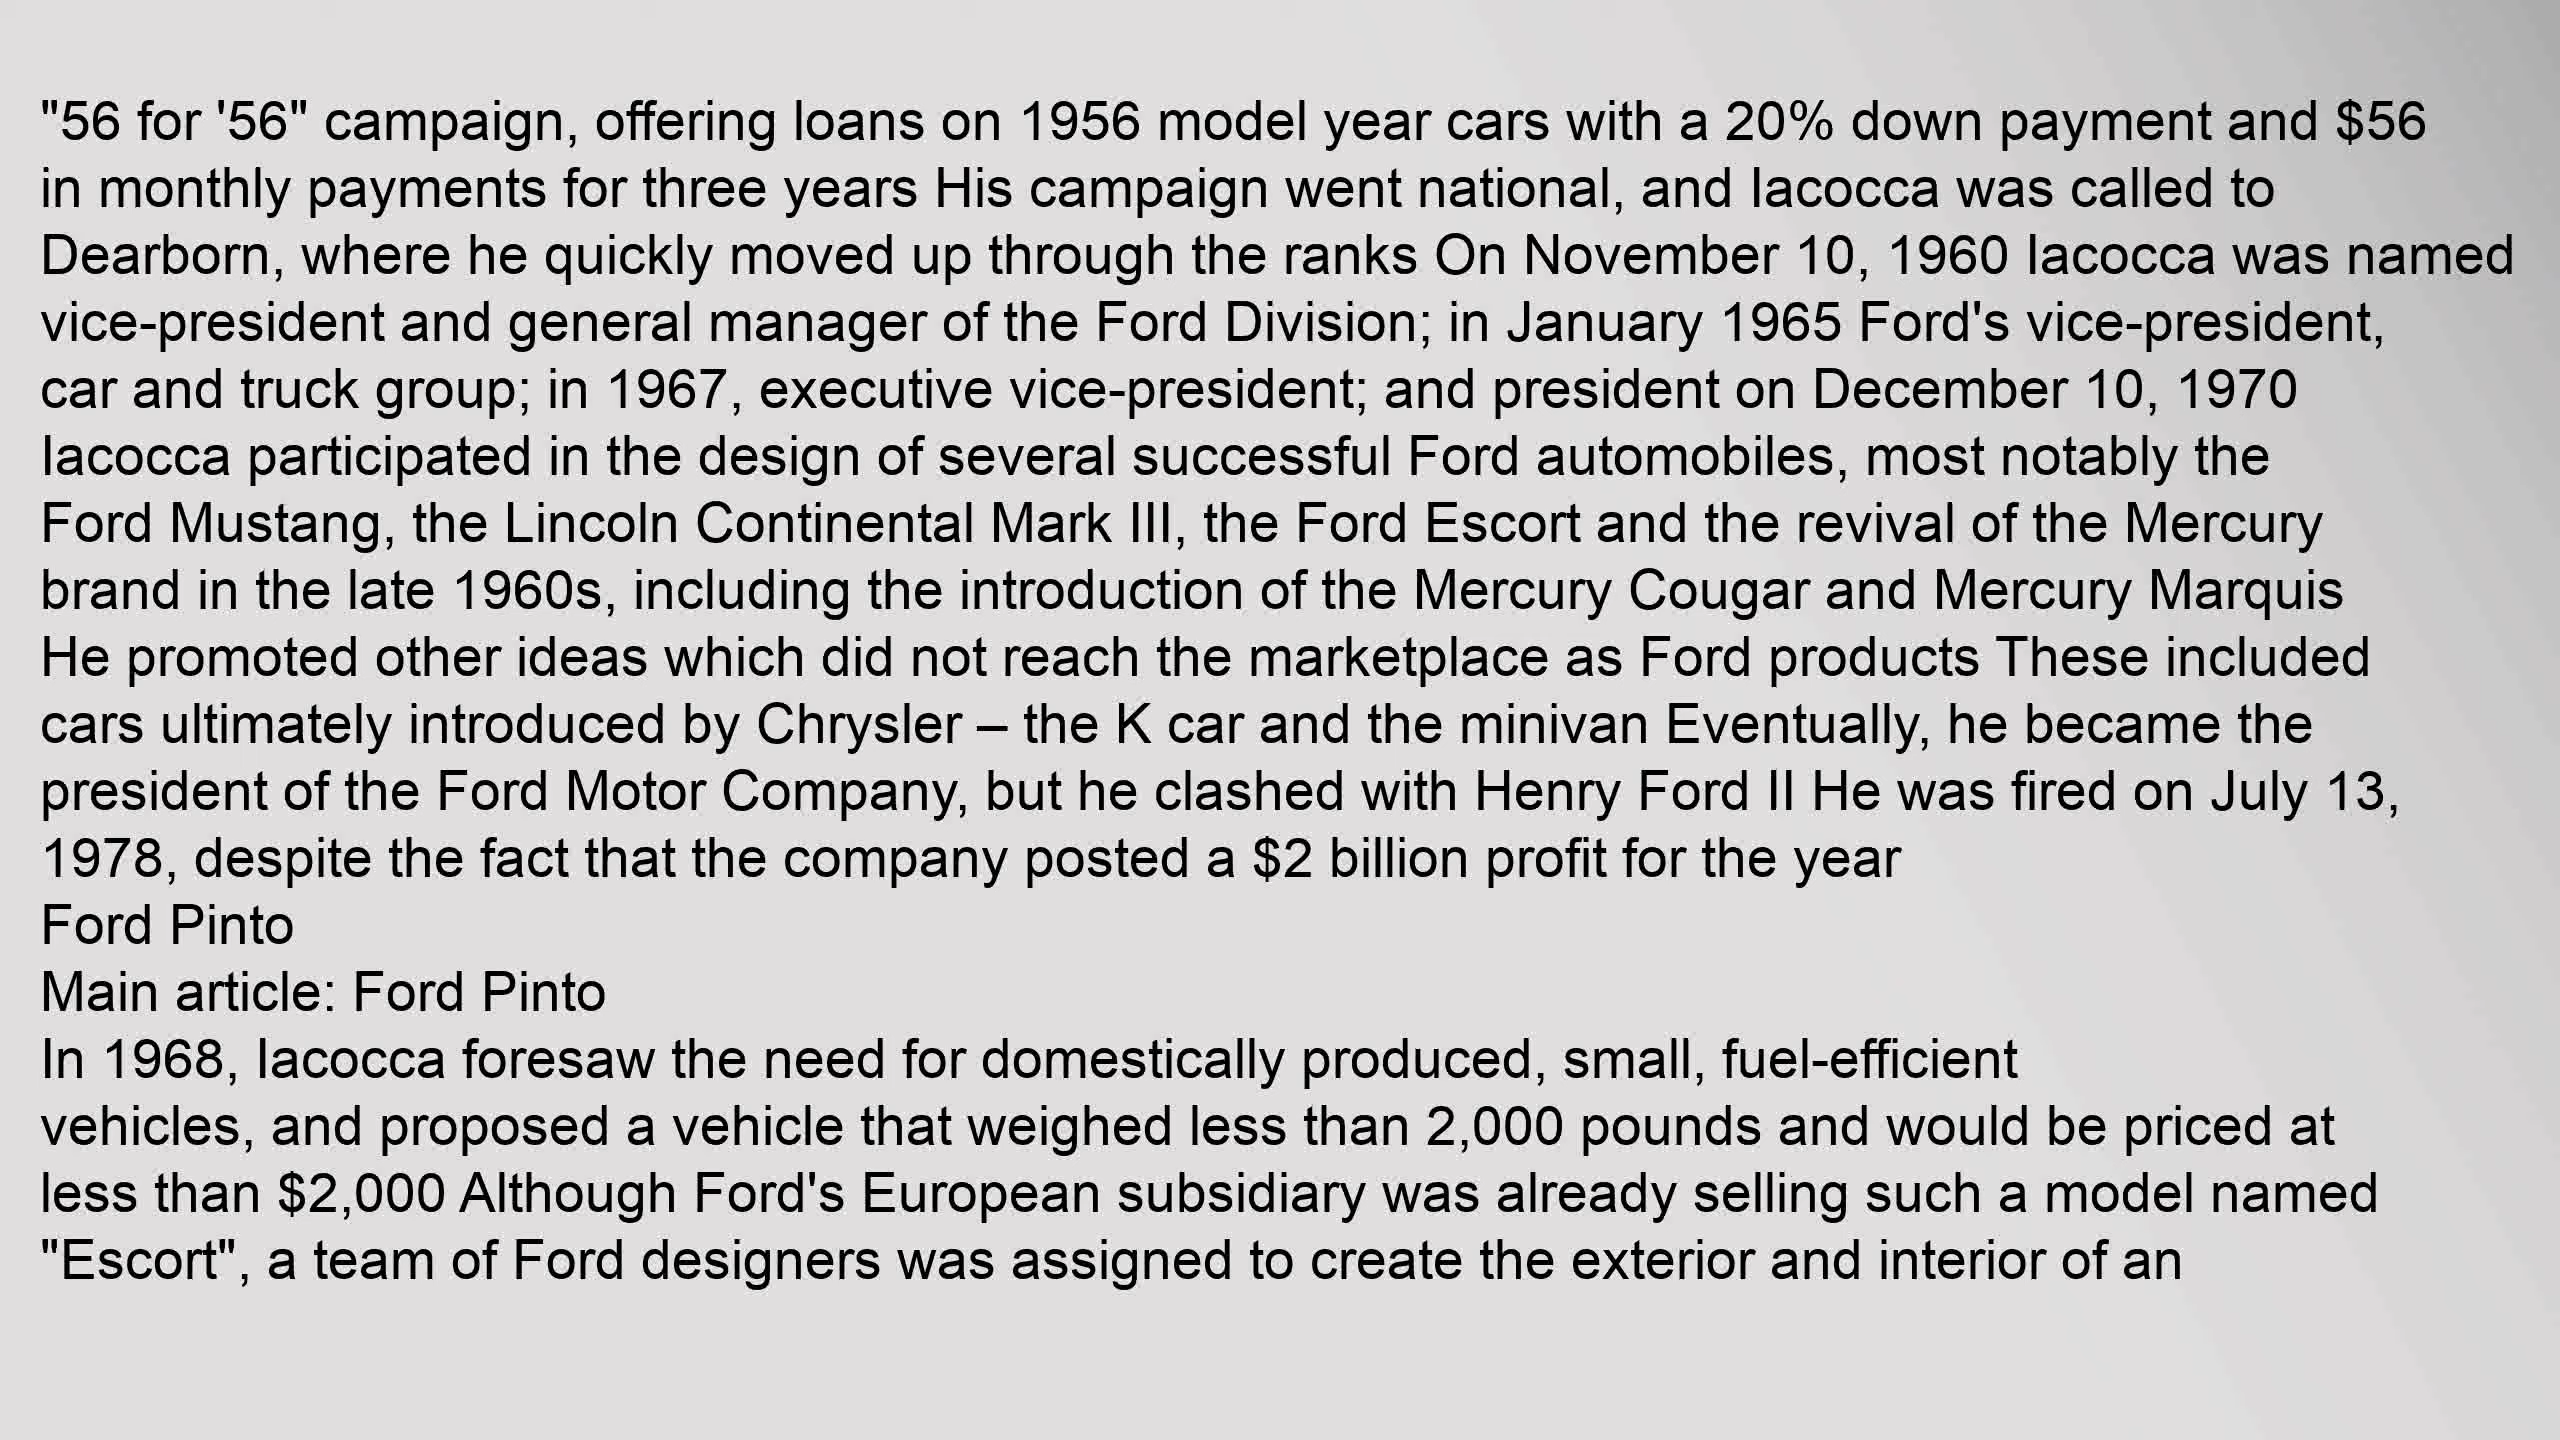 "56 for '56" campaign, offering loans on 1956 model year cars with a 20% down payment and $56
in monthly payments for three years His campaign went national, and Iacocca was called to
Dearborn, where he quickly moved up through the ranks On November 10, 1960 Iacocca was named
vice-president and general manager of the Ford Division; in January 1965 Ford's vice-president,
car and truck group; in 1967, executive vice-president; and president on December 10, 1970
Iacocca participated in the design of several successful Ford automobiles, most notably the
Ford Mustang, the Lincoln Continental Mark III, the Ford Escort and the revival of the Mercury
brand in the late 1960s, including the introduction of the Mercury Cougar and Mercury Marquis
He promoted other ideas which did not reach the marketplace as Ford products These included
cars ultimately introduced by Chrysler – the K car and the minivan Eventually, he became the
president of the Ford Motor Company, but he clashed with Henry Ford II He was fired on July 13,
1978, despite the fact that the company posted a $2 billion profit for the year
Ford Pinto
Main article: Ford Pinto
In 1968, Iacocca foresaw the need for domestically produced, small, fuel-efficient
vehicles, and proposed a vehicle that weighed less than 2,000 pounds and would be priced at
less than $2,000 Although Ford's European subsidiary was already selling such a model named
"Escort", a team of Ford designers was assigned to create the exterior and interior of an